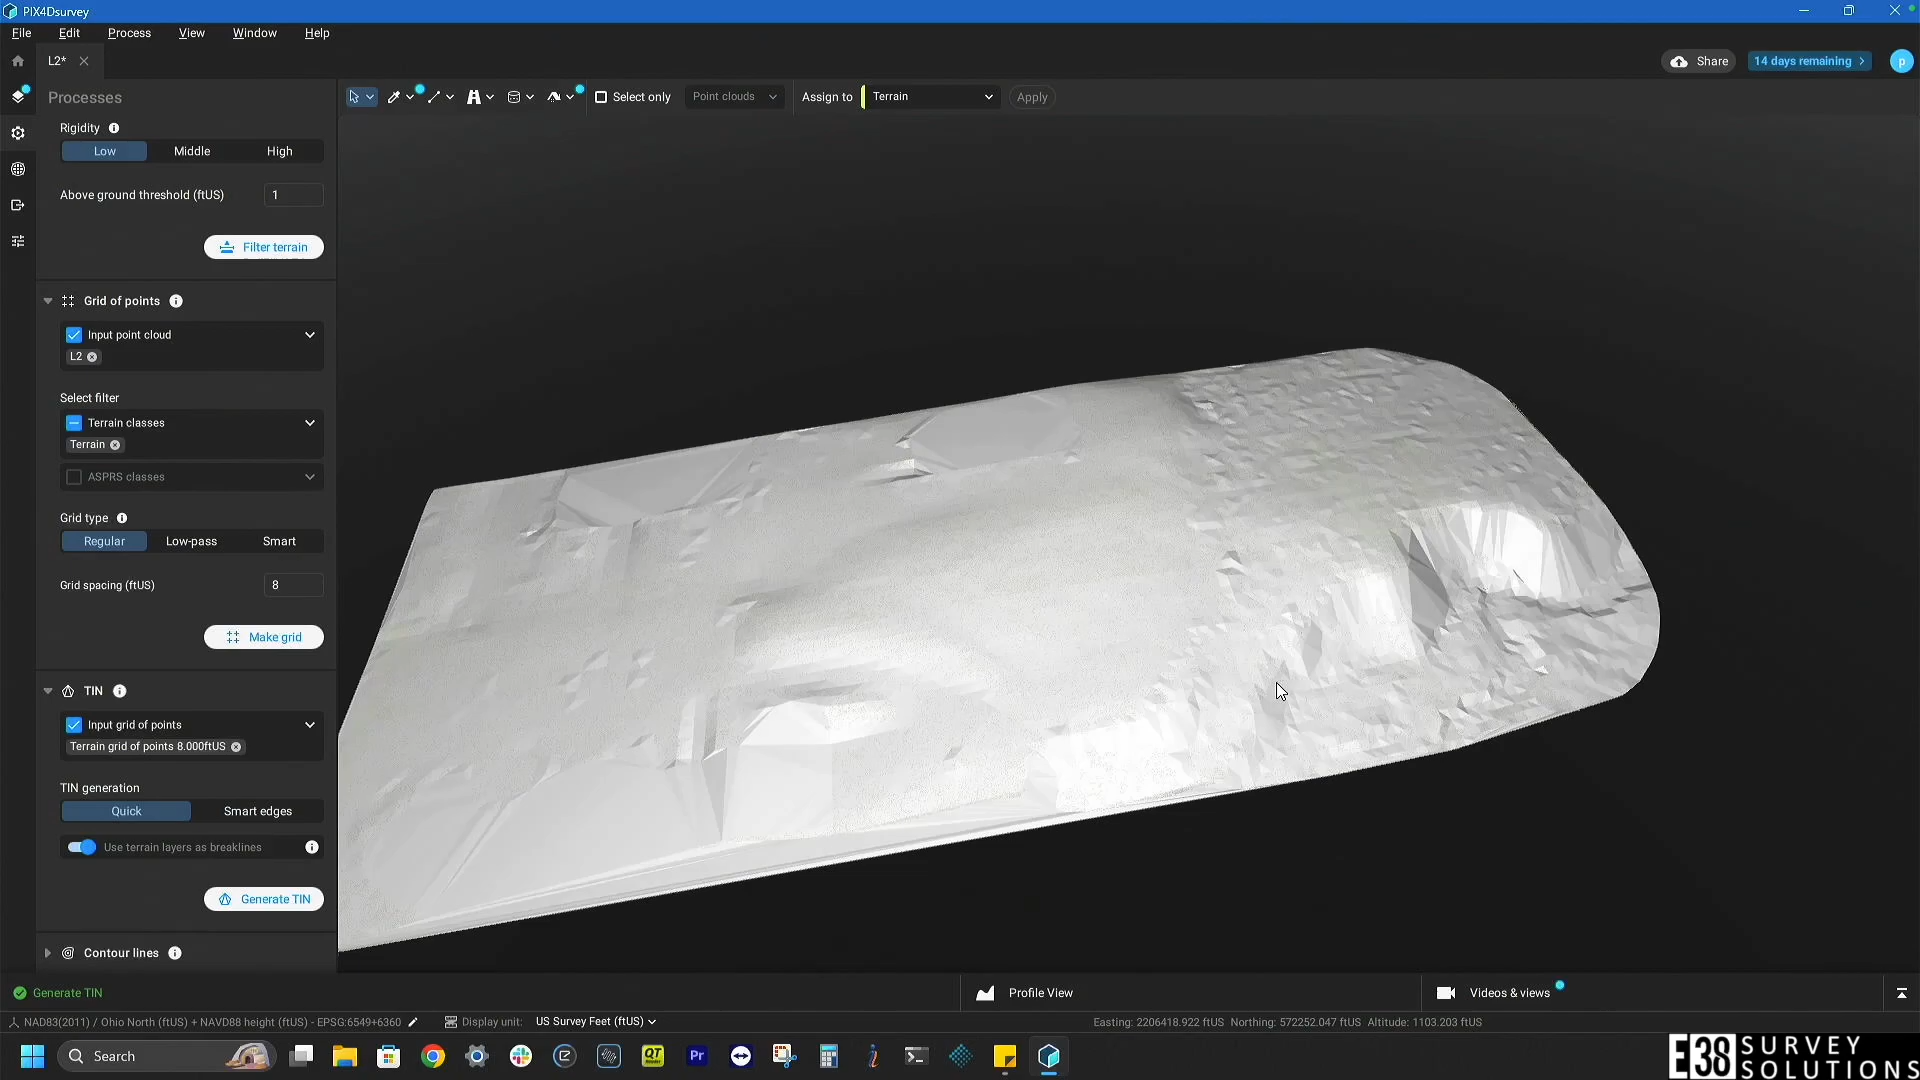 PIX4Dsurvey
File Edit Process View Window Help
L2*
Share
14 days remaining
p
Processes
Select only
Point clouds
Assign to
Terrain
Apply
Rigidity
Low Middle High
Above ground threshold (ftUS) 1
Filter terrain
Grid of points
Input point cloud
L2
Select filter
Terrain classes
Terrain
ASPRS classes
Grid type
Regular Low-pass Smart
Grid spacing (ftUS) 8
Make grid
TIN
Input grid of points
Terrain grid of points 8.000ftUS
TIN generation
Quick Smart edges
Use terrain layers as breaklines
Generate TIN
Contour lines
Generate TIN
Profile View
Videos & views
NAD83(2011) / Ohio North (ftUS) + NAVD88 height (ftUS) - EPSG:6549+6360
Display unit: US Survey Feet (ftUS)
Easting: 2206418.922 ftUS Northing: 572252.047 ftUS Altitude: 1103.203 ftUS
Search
QT
Reader
Pr
E38 SURVEY
SOLUTIONS